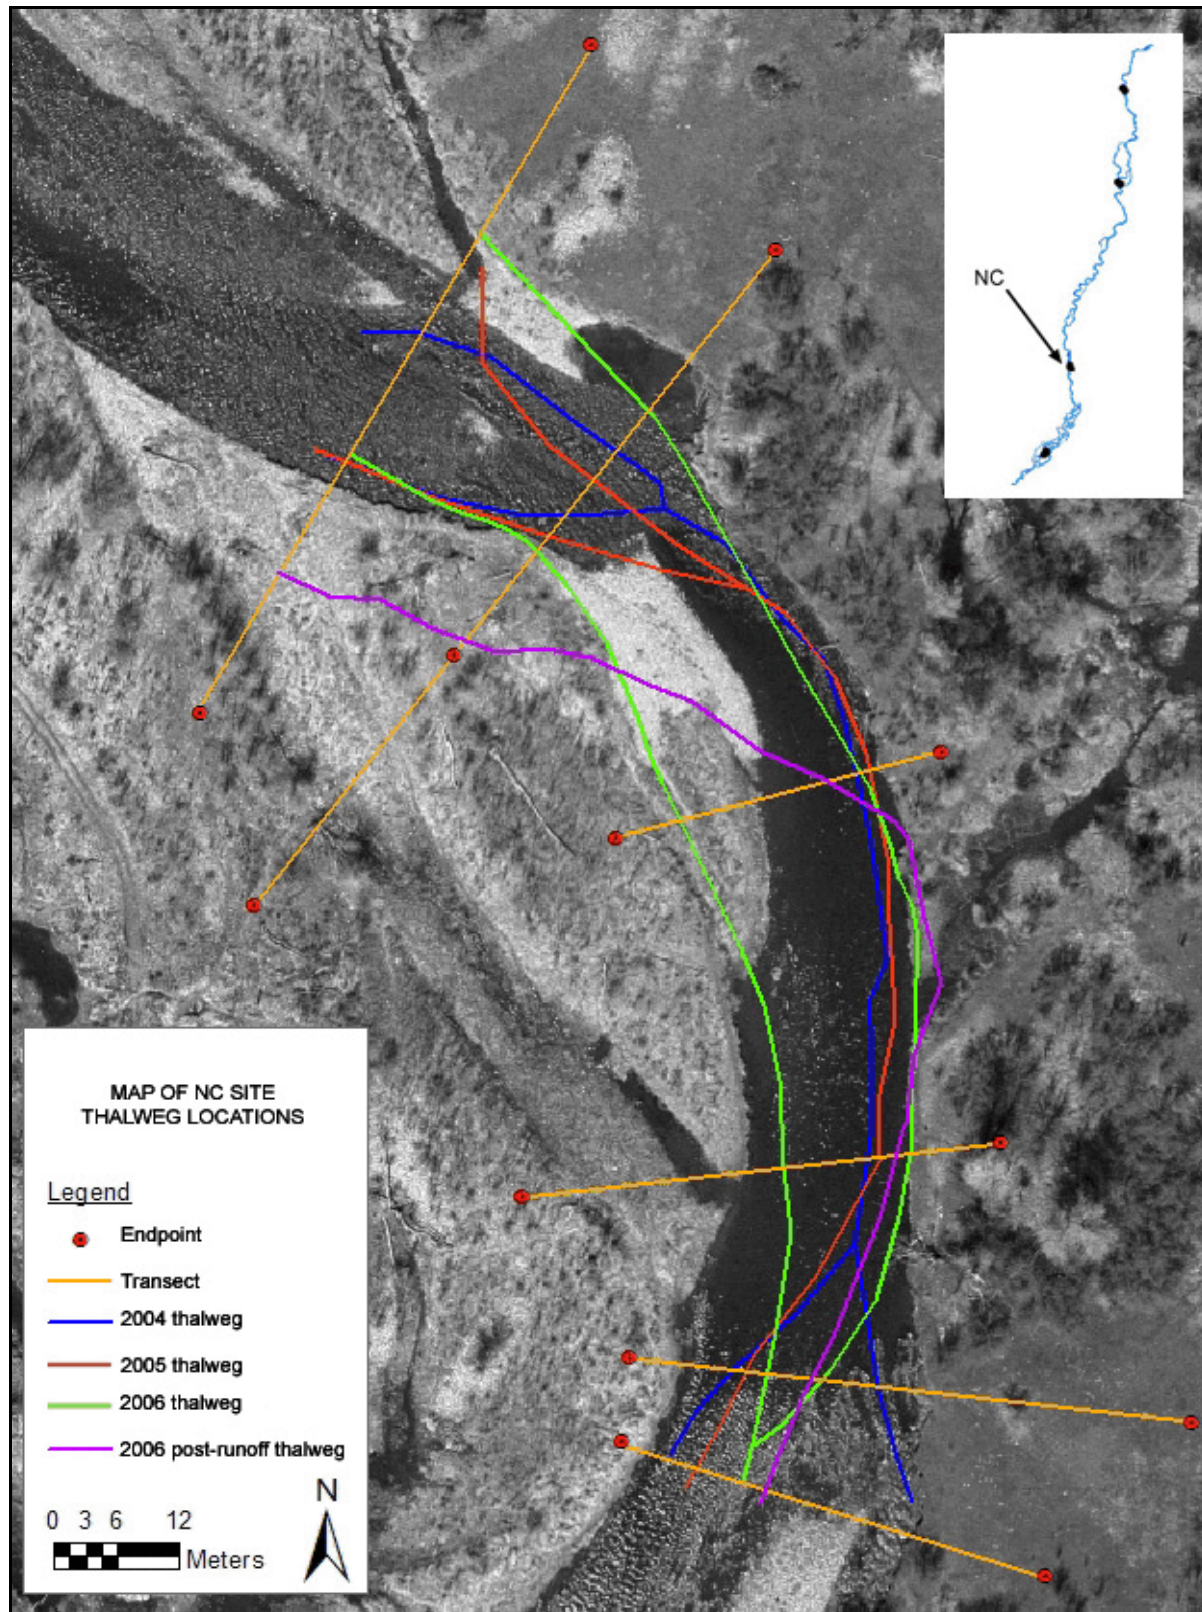 NC
MAP OF NC SITE
THALWEG LOCATIONS
Legend
Endpoint
Transect
2004 thalweg
2005 thalweg
2006 thalweg
2006 post-runoff thalweg
N
0 3 6 12
Meters